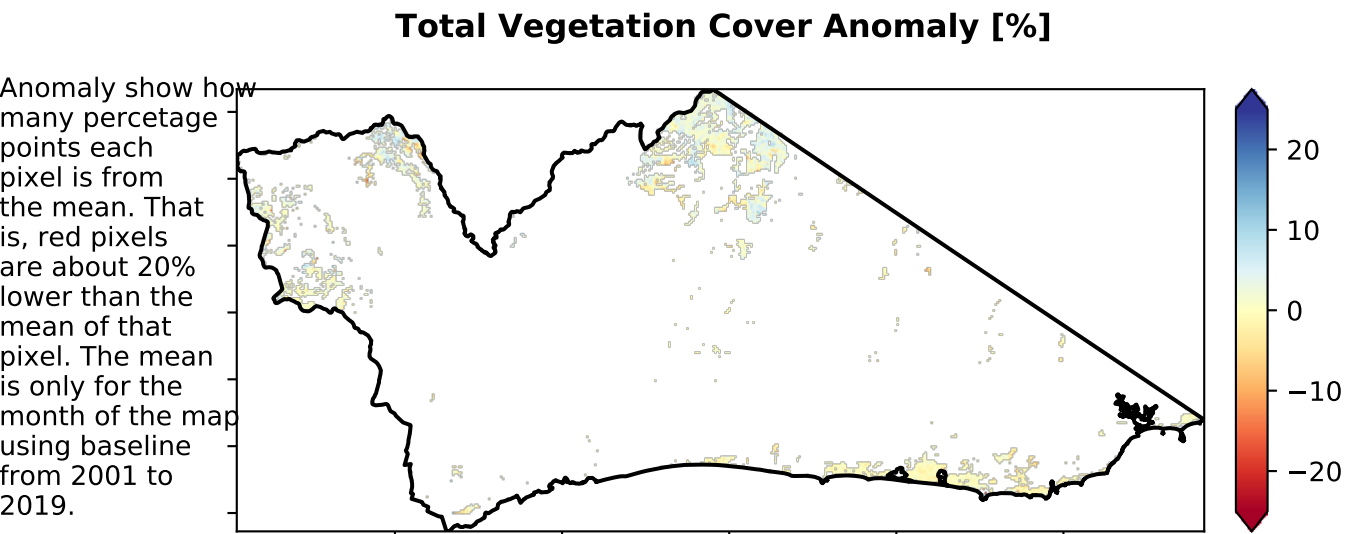 Total Vegetation Cover Anomaly [%]
Anomaly show how
many percetage
points each
pixel is from
the mean. That
is, red pixels
are about 20%
lower than the
mean of that
pixel. The mean
is only for the
month of the map
using baseline
from 2001 to
2019.
20
10
0
−10
−20